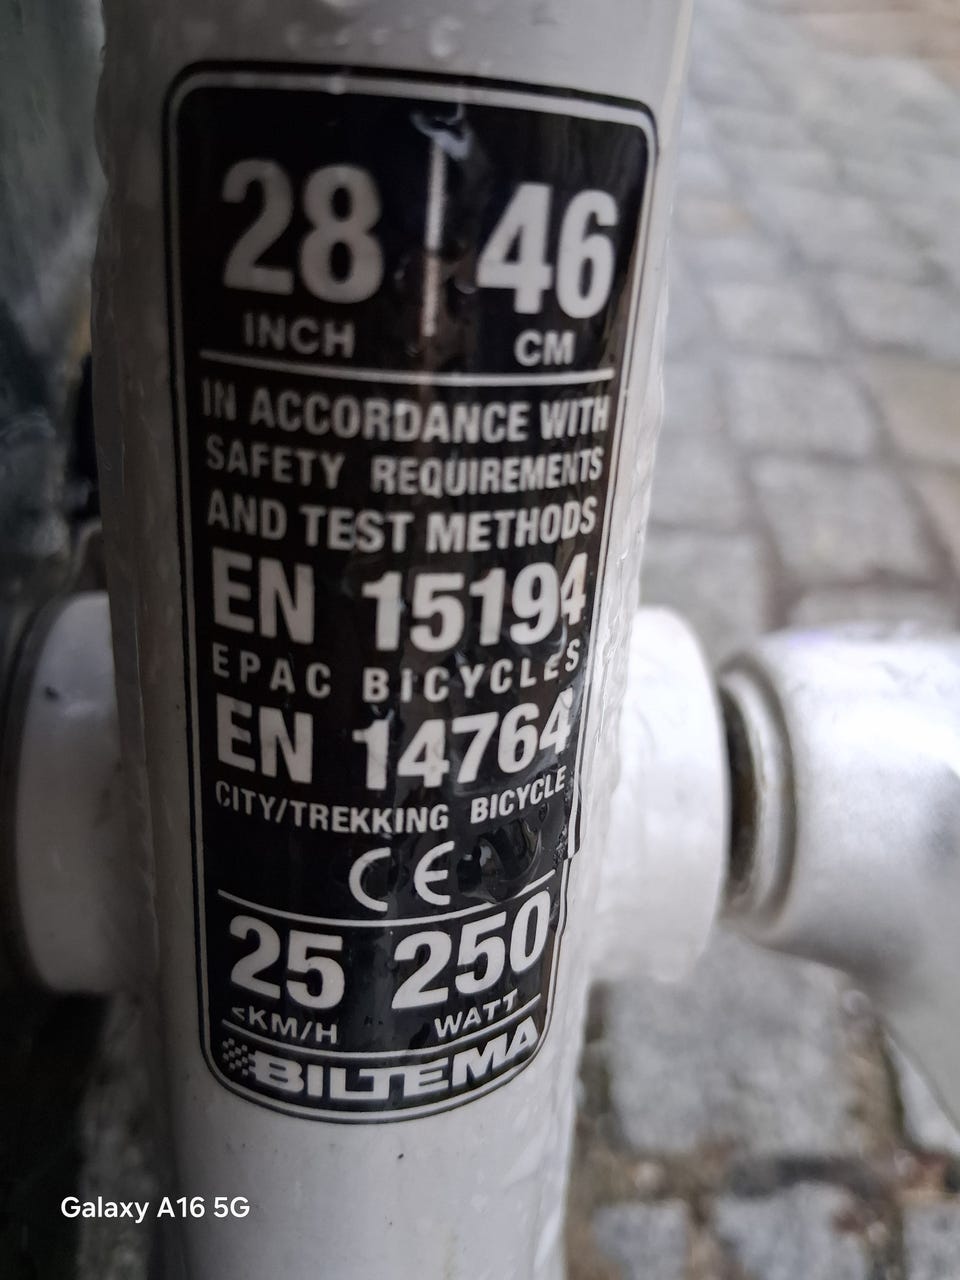 28 46
INCH CM
IN ACCORDANCE WITH
SAFETY REQUIREMENTS
AND TEST METHODS
EN 15194
EPAC BICYCLES
EN 14764
CITY/TREKKING BICYCLE
CE
25 250
<KM/H WATT
BILTEMA
Galaxy A16 5G